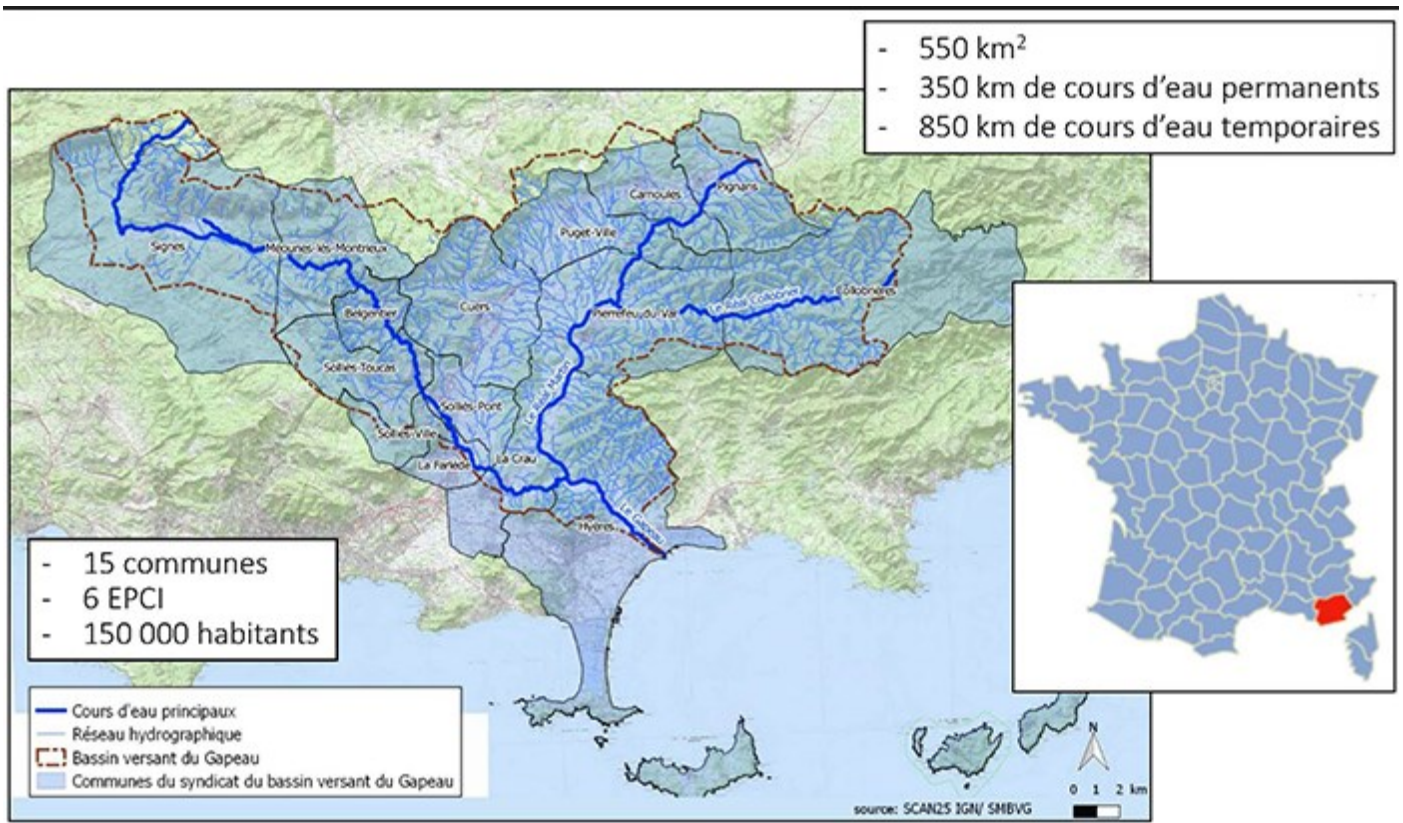 - 550 km²
- 350 km de cours d'eau permanents
- 850 km de cours d'eau temporaires
Carnoules
Pignans
Puget-Ville
Signes
Méounes-lès-Montrieux
Collobrières
Le Réal Collobrier
Cuers
Belgentier
Pierrefeu-du-Var
Solliès-Toucas
Le Réal Martin
Solliès-Pont
Solliès-Ville
La Farlède
La Crau
Hyères
Le Gapeau
- 15 communes
- 6 EPCI
- 150 000 habitants
Cours d'eau principaux
Réseau hydrographique
Bassin versant du Gapeau
Communes du syndicat du bassin versant du Gapeau
N
0 1 2 km
source: SCAN25 IGN/ SMBVG